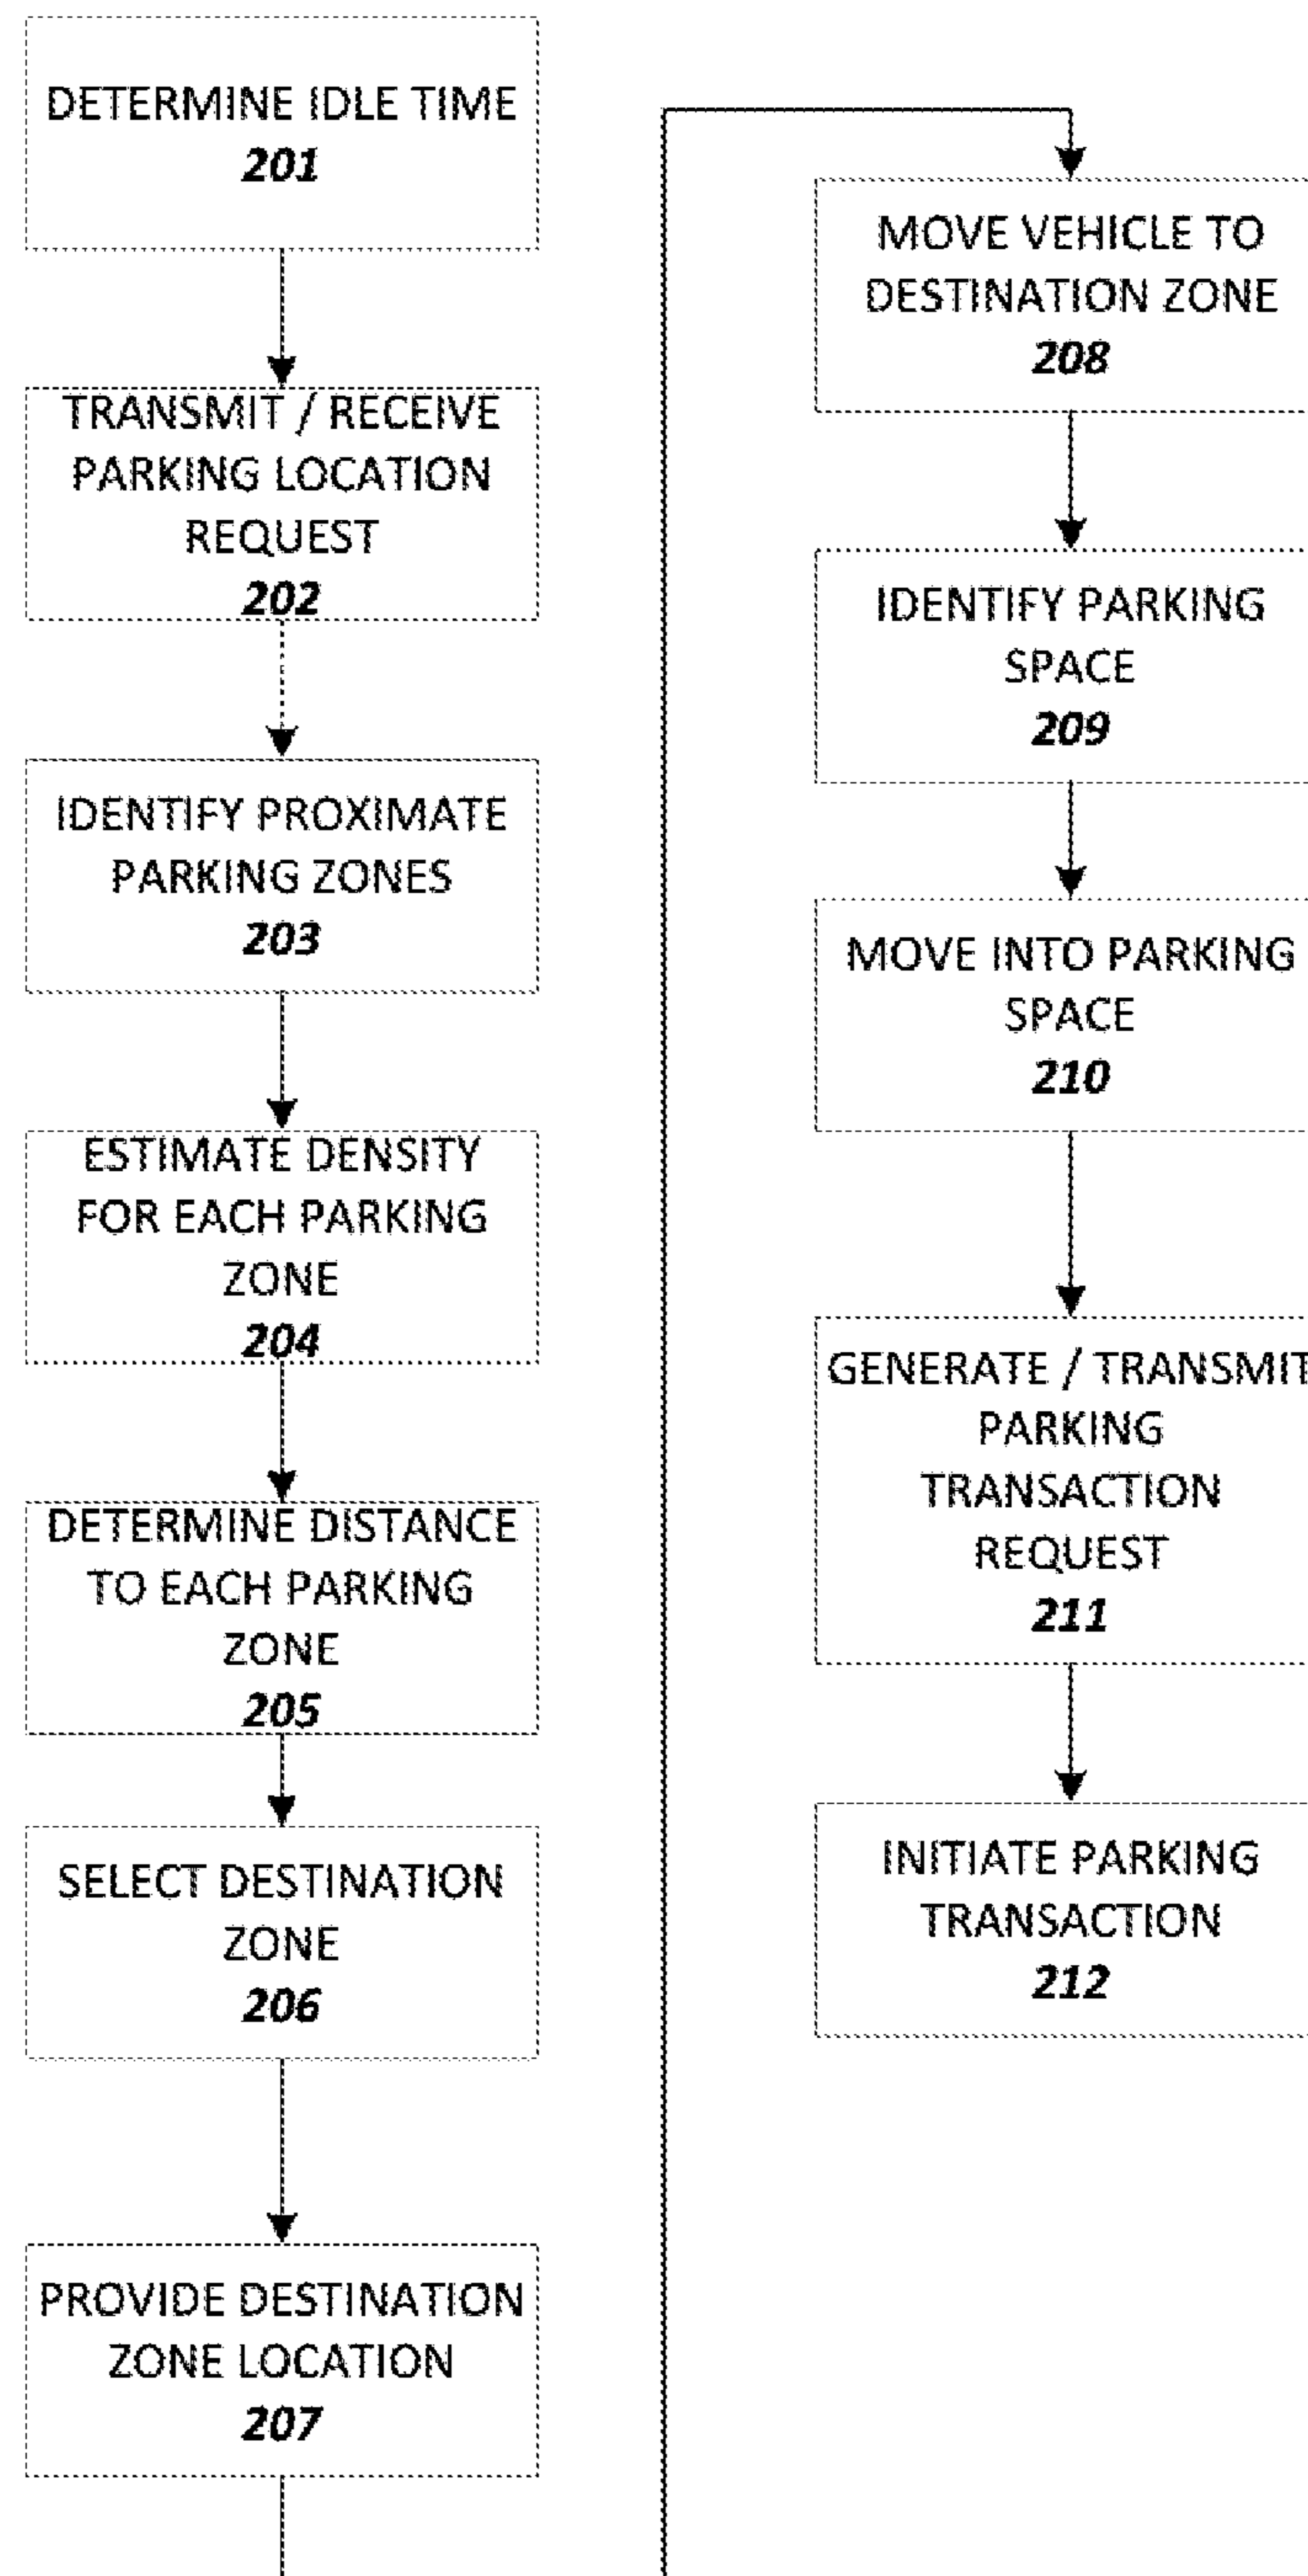 DETERMINE IDLE TIME
201
TRANSMIT / RECEIVE
PARKING LOCATION
REQUEST
202
IDENTIFY PROXIMATE
PARKING ZONES
203
ESTIMATE DENSITY
FOR EACH PARKING
ZONE
204
DETERMINE DISTANCE
TO EACH PARKING
ZONE
205
SELECT DESTINATION
ZONE
206
PROVIDE DESTINATION
ZONE LOCATION
207
MOVE VEHICLE TO
DESTINATION ZONE
208
IDENTIFY PARKING
SPACE
209
MOVE INTO PARKING
SPACE
210
GENERATE / TRANSMIT
PARKING
TRANSACTION
REQUEST
211
INITIATE PARKING
TRANSACTION
212